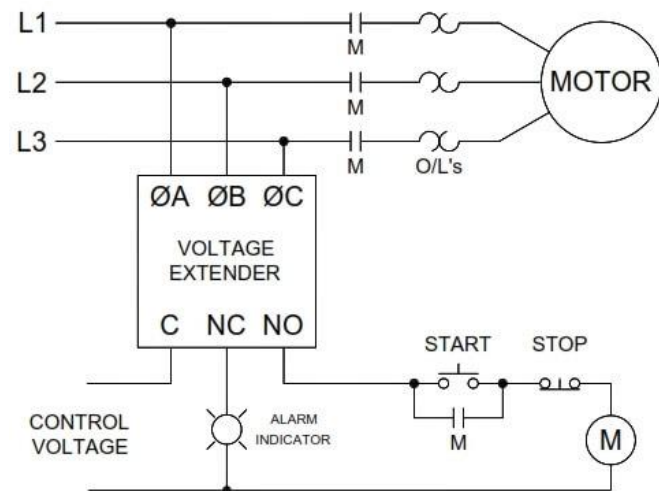 L1
M
L2
M
MOTOR
L3
M
O/L's
ØA ØB ØC
VOLTAGE
EXTENDER
C NC NO
START STOP
CONTROL
VOLTAGE
ALARM
INDICATOR
M
M